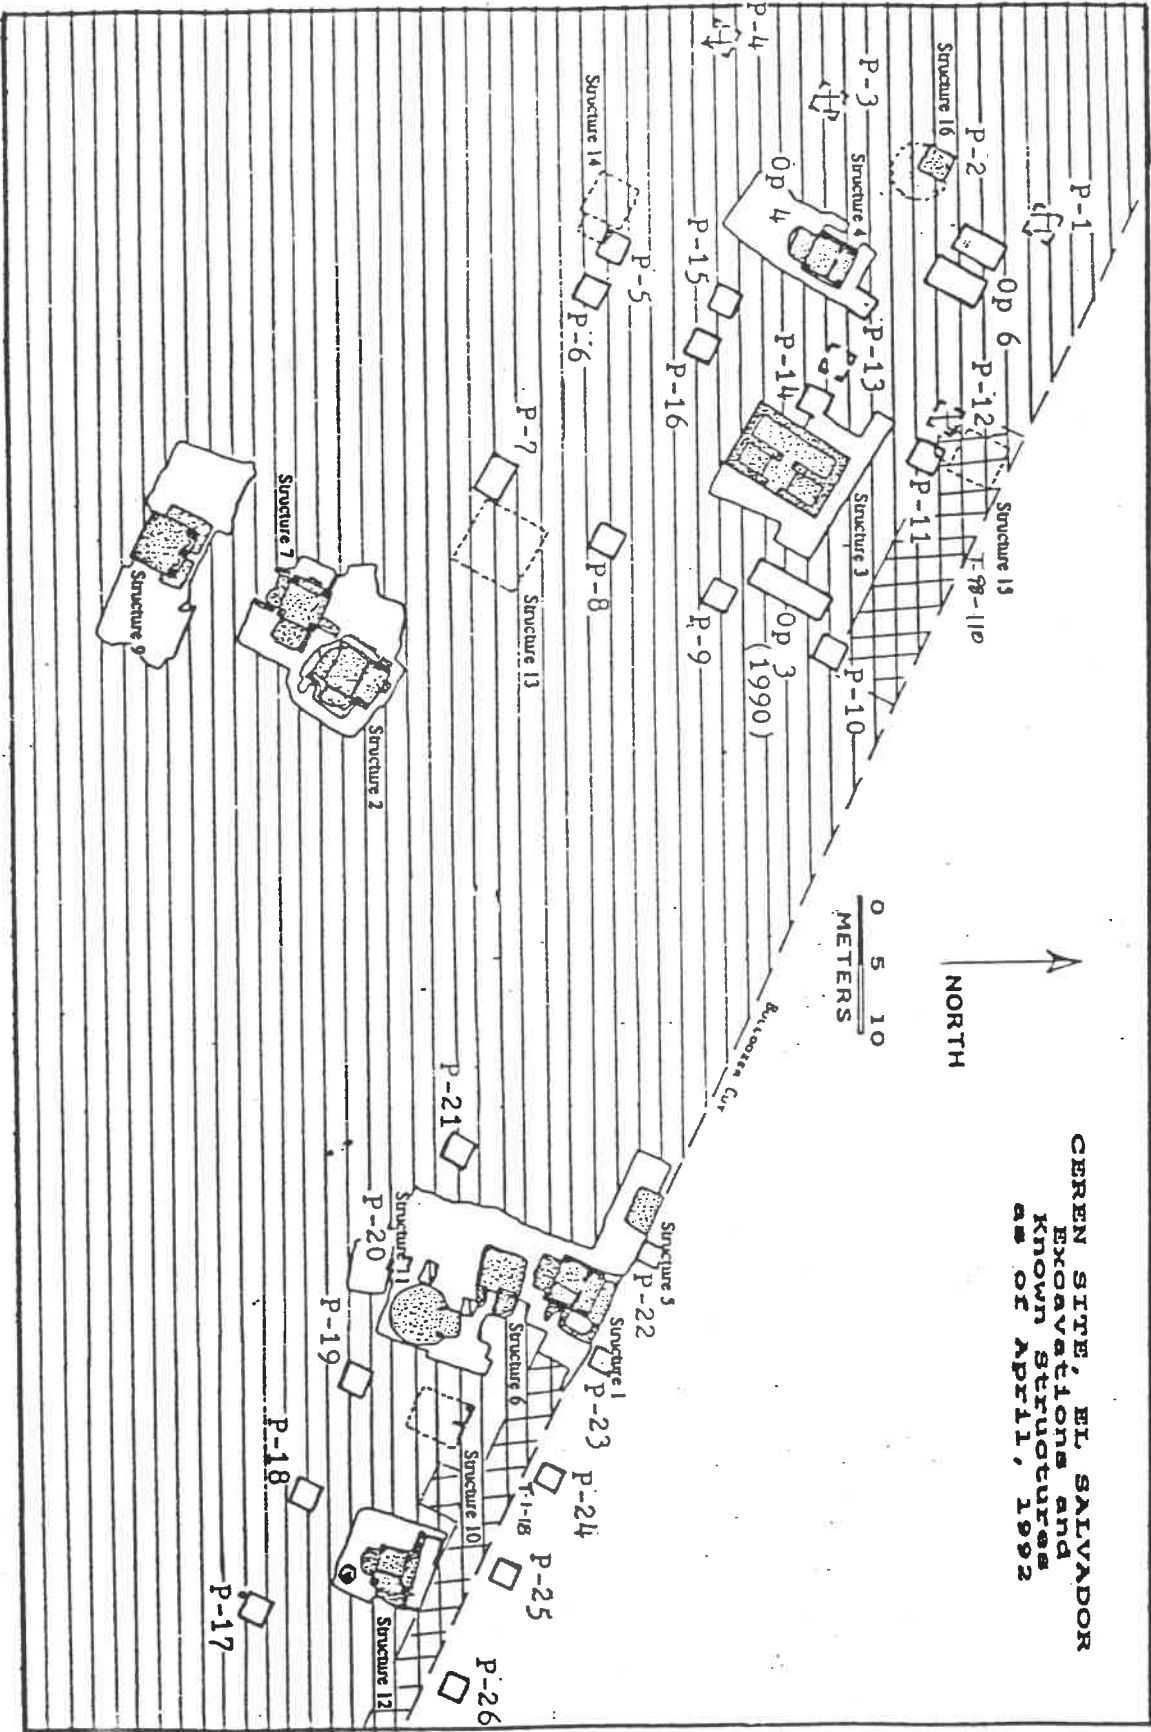 CEREN SITE, EL SALVADOR
Excavations and
Known Structures
as of April, 1992
NORTH
0 5 10
METERS
Bulldozer Cut
P-1
P-2
Structure 16
P-3
P-4
Op 6
Structure 4
Op 4
Structure 14
P-5
P-6
P-15
P-16
P-13
P-14
P-12
P-11
Structure 15
T-98-110
Structure 3
Op 3
(1990)
P-10
P-9
P-8
P-7
Structure 13
Structure 7
Structure 9
Structure 2
P-21
Structure 5
P-22
Structure 1
P-23
Structure 6
Structure 11
P-20
P-19
P-24
T-1-18
Structure 10
P-25
P-18
P-17
Structure 12
P-26